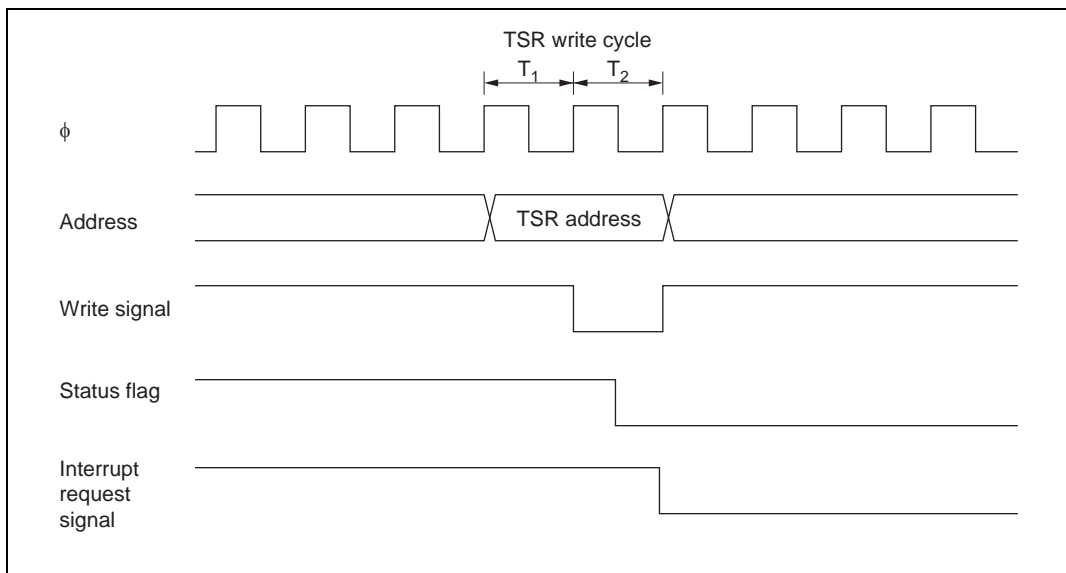 TSR write cycle
T1 T2
ϕ
Address
TSR address
Write signal
Status flag
Interrupt
request
signal